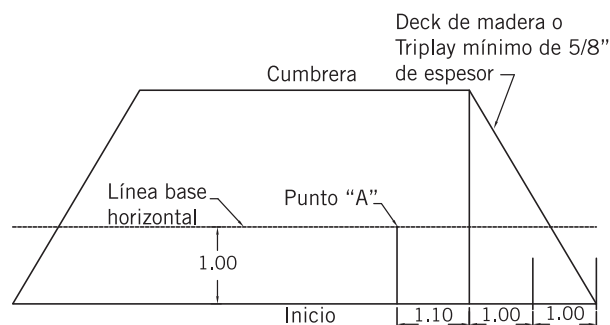 Deck de madera o
Triplay mínimo de 5/8”
de espesor
Cumbrera
Línea base
horizontal
Punto “A”
1.00
Inicio
1.10
1.00
1.00